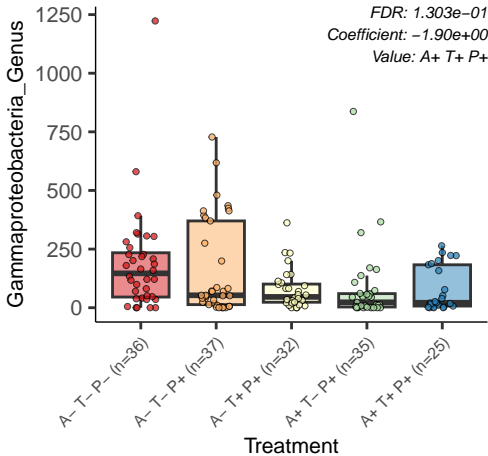 FDR: 1.303e−01
Coefficient: −1.90e+00
Value: A+ T+ P+
Gammaproteobacteria_Genus
1250
1000
750
500
250
0
A− T− P− (n=36)
A− T− P+ (n=37)
A− T+ P+ (n=32)
A+ T− P+ (n=35)
A+ T+ P+ (n=25)
Treatment